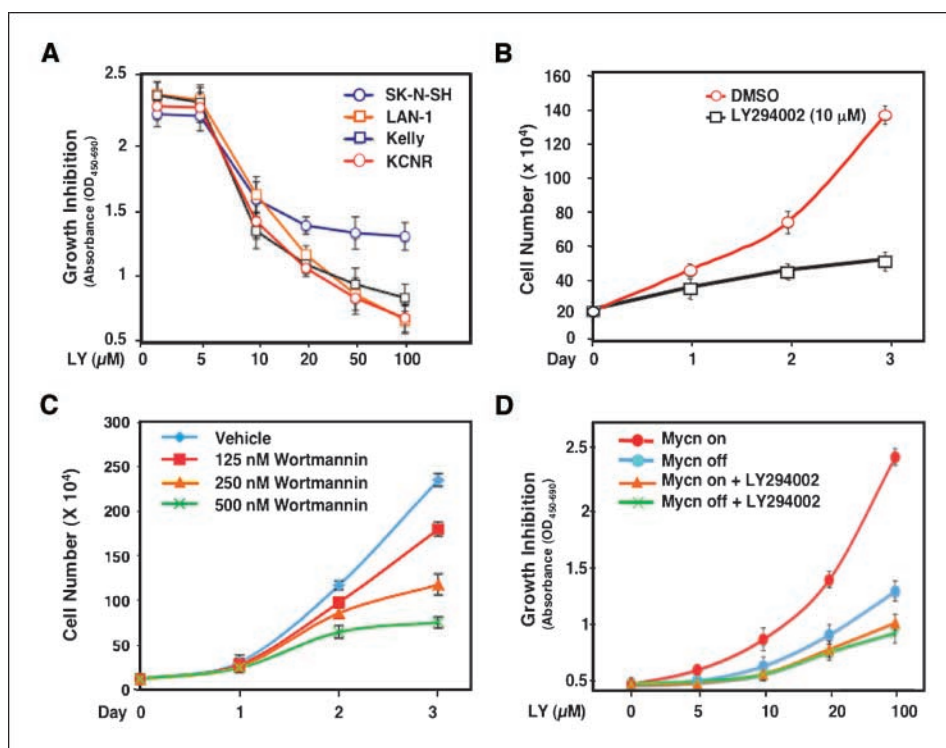 A
Growth Inhibition
(Absorbance (OD450-690)
2.5
2
1.5
1
0.5
SK-N-SH
LAN-1
Kelly
KCNR
LY (µM) 0 5 10 20 50 100
B
Cell Number (x 10⁴)
160
140
100
80
60
40
20
0
DMSO
LY294002 (10 µM)
Day 0 1 2 3
C
Cell Number (X 10⁴)
300
250
200
150
100
50
0
Vehicle
125 nM Wortmannin
250 nM Wortmannin
500 nM Wortmannin
Day 0 1 2 3
D
Growth Inhibition
(Absorbance (OD450-690)
2.5
1.5
1
0.5
Mycn on
Mycn off
Mycn on + LY294002
Mycn off + LY294002
LY (µM) 0 5 10 20 100